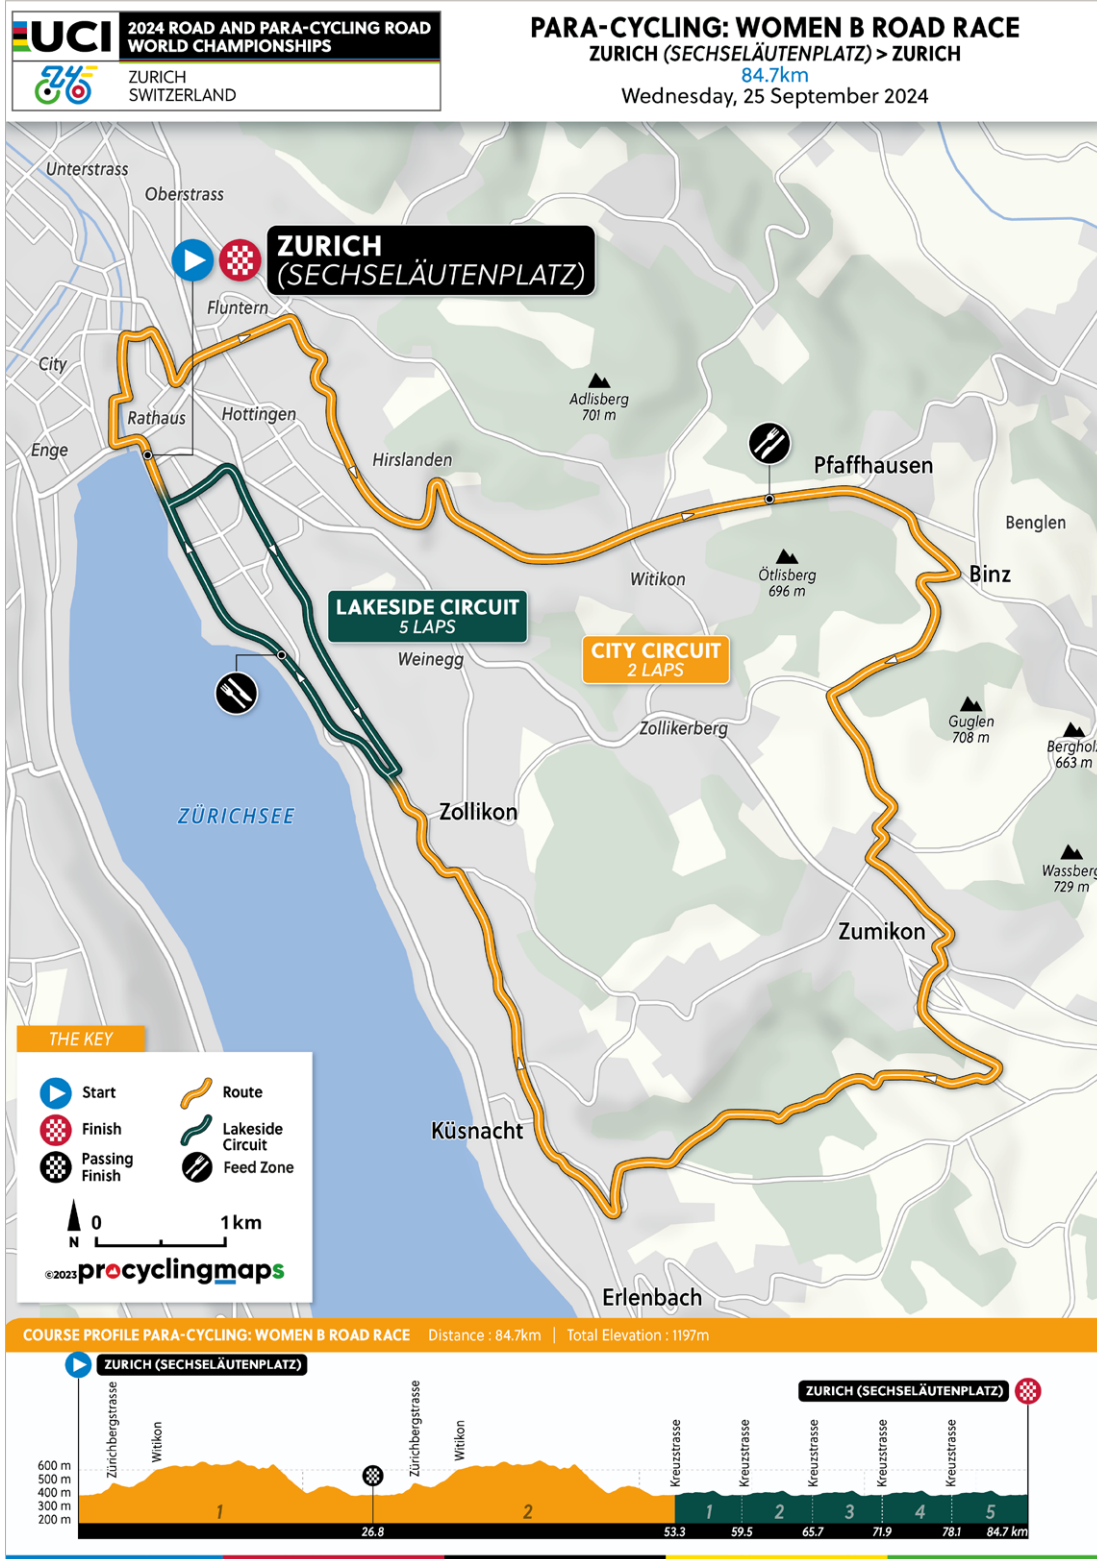 UCI
2024 ROAD AND PARA-CYCLING ROAD
WORLD CHAMPIONSHIPS
ZURICH
SWITZERLAND
PARA-CYCLING: WOMEN B ROAD RACE
ZURICH (SECHSELÄUTENPLATZ) > ZURICH
84.7km
Wednesday, 25 September 2024
Unterstrass
Oberstrass
ZURICH
(SECHSELÄUTENPLATZ)
Fluntern
City
Adlisberg
701 m
Rathaus
Hottingen
Enge
Hirslanden
Pfaffhausen
Benglen
Witikon
Ötlisberg
696 m
Binz
LAKESIDE CIRCUIT
5 LAPS
CITY CIRCUIT
2 LAPS
Weinegg
Zollikerberg
Guglen
708 m
Bergholz
663 m
ZÜRICHSEE
Zollikon
Wassberg
729 m
Zumikon
Küsnacht
Erlenbach
THE KEY
Start
Route
Finish
Lakeside
Circuit
Passing
Finish
Feed Zone
0 1 km
N
©2023 procyclingmaps
COURSE PROFILE PARA-CYCLING: WOMEN B ROAD RACE Distance : 84.7km | Total Elevation : 1197m
ZURICH (SECHSELÄUTENPLATZ)
ZURICH (SECHSELÄUTENPLATZ)
Zürichbergstrasse
Witikon
Zürichbergstrasse
Witikon
Kreuzstrasse
Kreuzstrasse
Kreuzstrasse
Kreuzstrasse
Kreuzstrasse
600 m
500 m
400 m
300 m
200 m
1 2 1 2 3 4 5
26.8 53.3 59.5 65.7 71.9 78.1 84.7 km